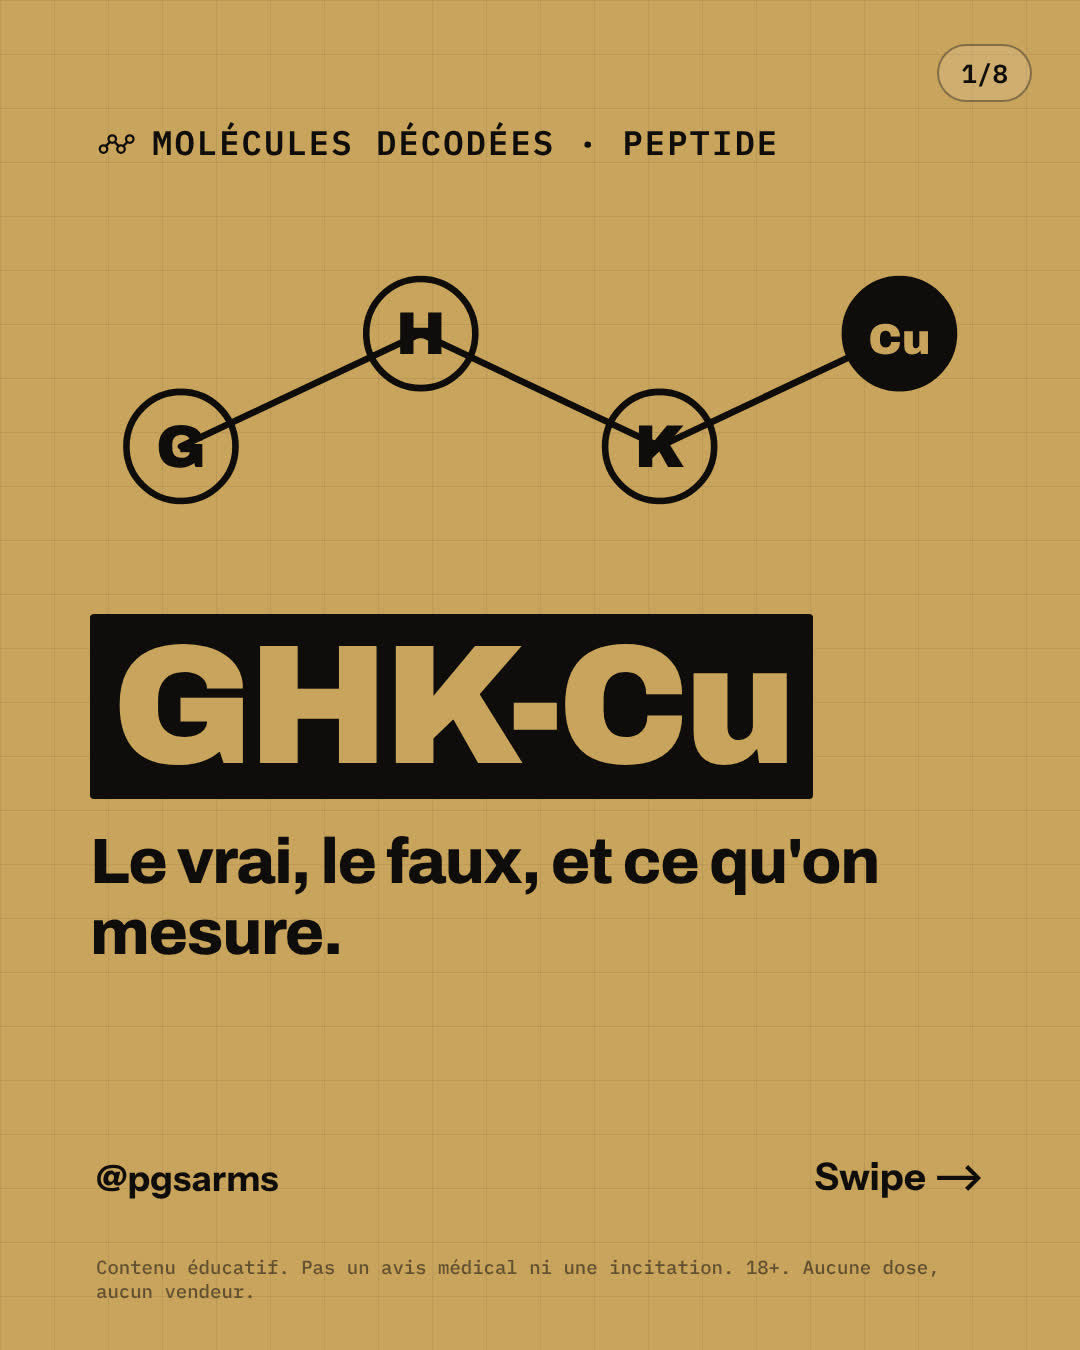 1/8
MOLÉCULES DÉCODÉES · PEPTIDE
G H K Cu
GHK-Cu
Le vrai, le faux, et ce qu'on
mesure.
@pgsarms
Swipe →
Contenu éducatif. Pas un avis médical ni une incitation. 18+. Aucune dose,
aucun vendeur.